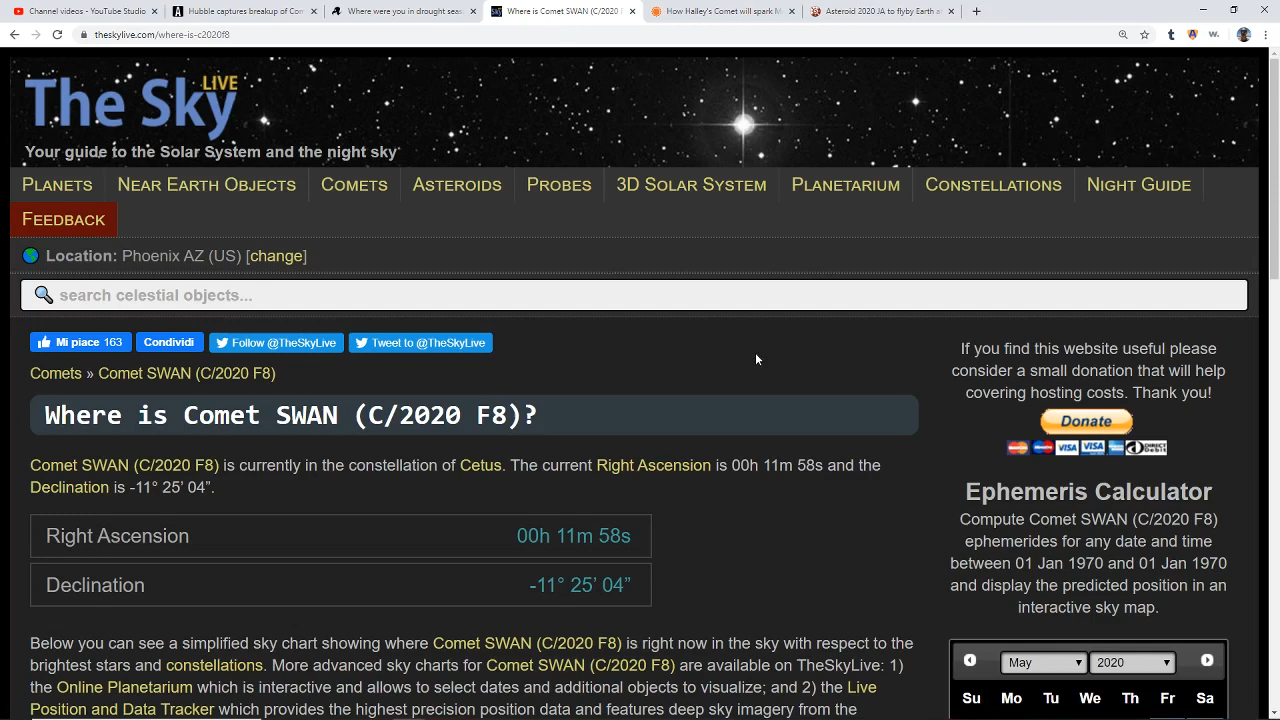 Channel videos - YouTube Studio
Hubble captures breakup of Com
Where were you in drought seas
Where is Comet SWAN (C/2020 F8)
How Halley's Comet will spark M
Asteroid 2020 JA to flyby Earth a
theskylive.com/where-is-c2020f8
The Sky LIVE
Your guide to the Solar System and the night sky
PLANETS NEAR EARTH OBJECTS COMETS ASTEROIDS PROBES 3D SOLAR SYSTEM PLANETARIUM CONSTELLATIONS NIGHT GUIDE
FEEDBACK
Location: Phoenix AZ (US) [change]
search celestial objects...
Mi piace 163 Condividi Follow @TheSkyLive Tweet to @TheSkyLive
Comets » Comet SWAN (C/2020 F8)
Where is Comet SWAN (C/2020 F8)?
Comet SWAN (C/2020 F8) is currently in the constellation of Cetus. The current Right Ascension is 00h 11m 58s and the
Declination is -11° 25’ 04”.
Right Ascension 00h 11m 58s
Declination -11° 25’ 04”
Below you can see a simplified sky chart showing where Comet SWAN (C/2020 F8) is right now in the sky with respect to the
brightest stars and constellations. More advanced sky charts for Comet SWAN (C/2020 F8) are available on TheSkyLive: 1)
the Online Planetarium which is interactive and allows to select dates and additional objects to visualize; and 2) the Live
Position and Data Tracker which provides the highest precision position data and features deep sky imagery from the
If you find this website useful please
consider a small donation that will help
covering hosting costs. Thank you!
Donate
VISA VISA DIRECT Debit
Ephemeris Calculator
Compute Comet SWAN (C/2020 F8)
ephemerides for any date and time
between 01 Jan 1970 and 01 Jan 1970
and display the predicted position in an
interactive sky map.
May 2020
Su Mo Tu We Th Fr Sa